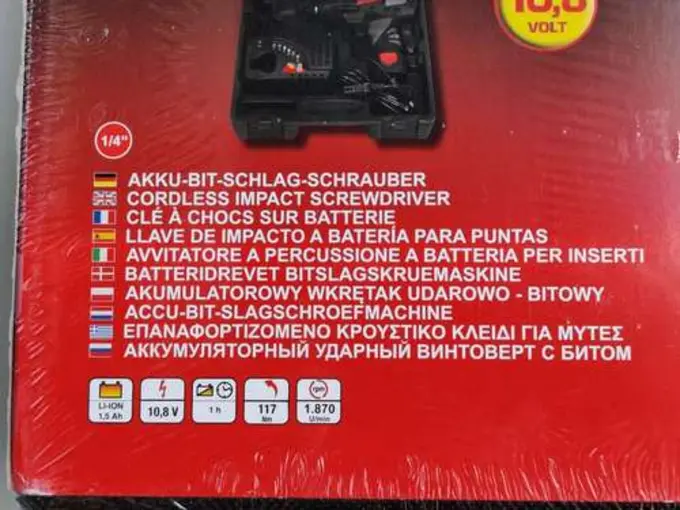 VOLT
1/4"
AKKU-BIT-SCHLAG-SCHRAUBER
CORDLESS IMPACT SCREWDRIVER
CLÉ À CHOCS SUR BATTERIE
LLAVE DE IMPACTO A BATERÍA PARA PUNTAS
AVVITATORE A PERCUSSIONE A BATTERIA PER INSERTI
BATTERIDREVET BITSLAGSKRUEMASKINE
AKUMULATOROWY WKRĘTAK UDAROWO - BITOWY
ACCU-BIT-SLAGSCHROEFMACHINE
ΕΠΑΝΑΦΟΡΤΙΖΟΜΕΝΟ ΚΡΟΥΣΤΙΚΟ ΚΛΕΙΔΙ ΓΙΑ ΜΥΤΕΣ
АККУМУЛЯТОРНЫЙ УДАРНЫЙ ВИНТОВЕРТ С БИТОМ
rpm
LI-ION 10,8 V 1 h 117 1.870
1,5 Ah Nm U/min